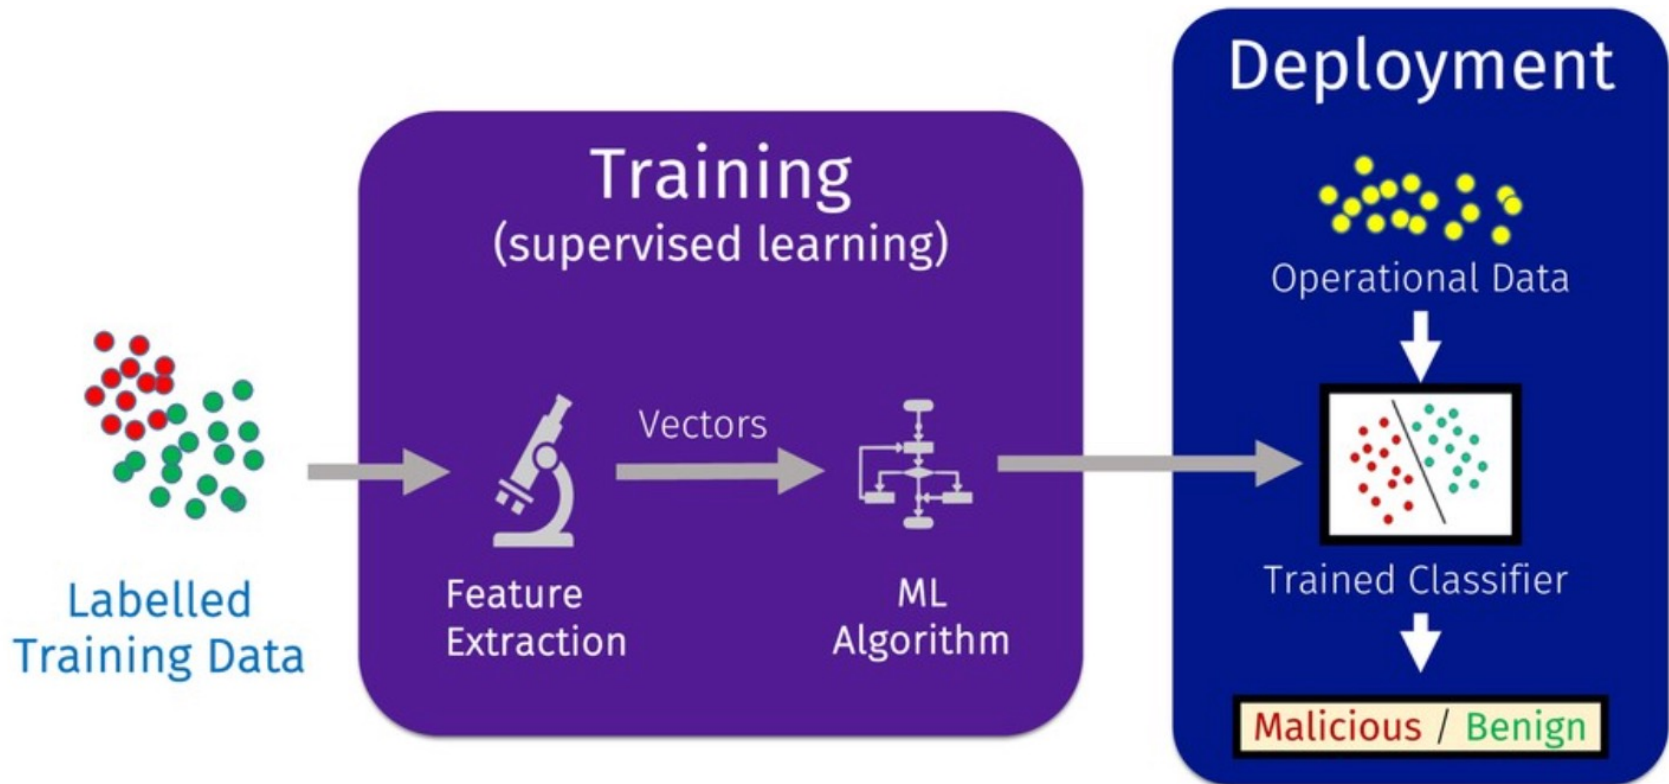 Labelled
Training Data
Training
(supervised learning)
Feature
Extraction
Vectors
ML
Algorithm
Deployment
Operational Data
Trained Classifier
Malicious / Benign